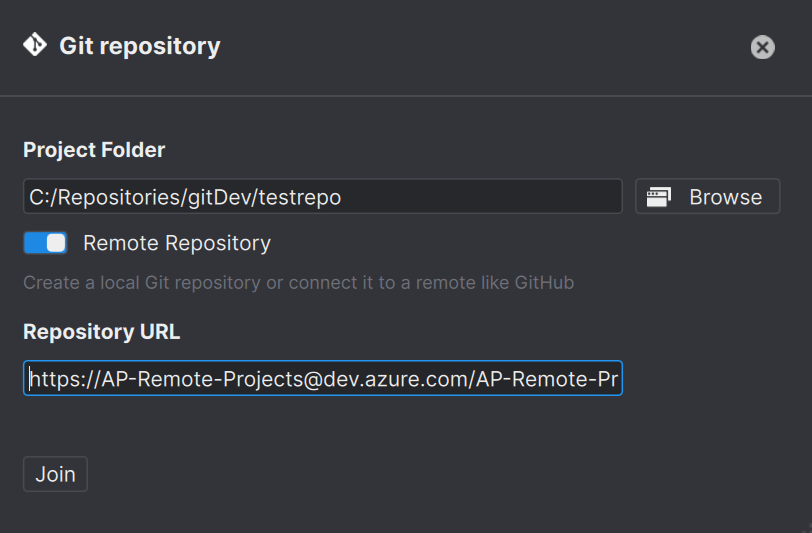 Git repository
Project Folder
C:/Repositories/gitDev/testrepo
Browse
Remote Repository
Create a local Git repository or connect it to a remote like GitHub
Repository URL
https://AP-Remote-Projects@dev.azure.com/AP-Remote-Pr
Join